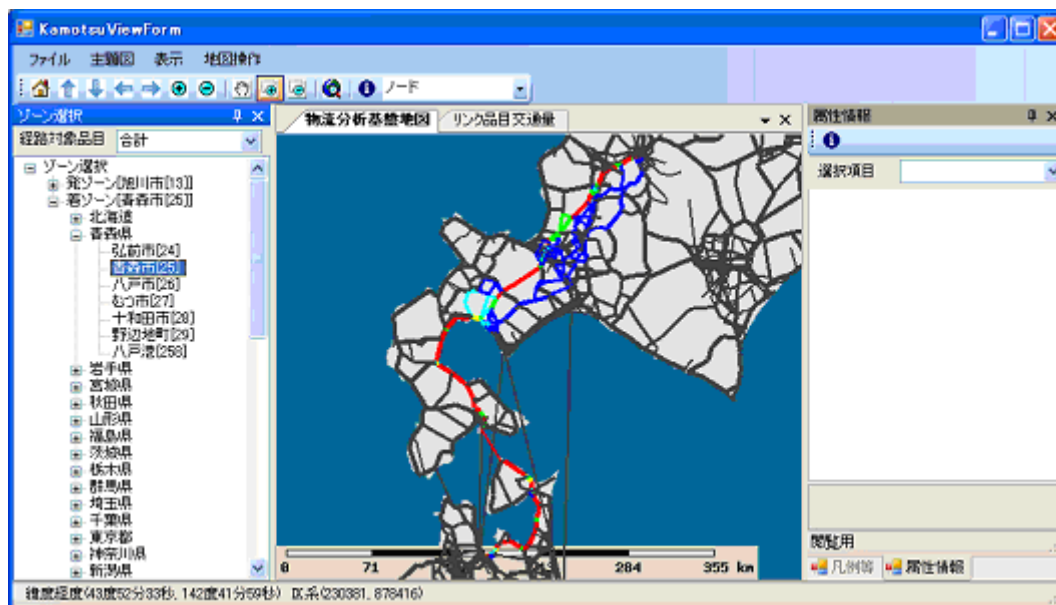 KamotsuViewForm
ファイル 主題図 表示 地図操作
ノード
ゾーン選択
経路対象品目 合計
ゾーン選択
発ゾーン[旭川市[13]]
着ゾーン[青森市[25]]
北海道
青森県
弘前市[24]
青森市[25]
八戸市[26]
むつ市[27]
十和田市[28]
野辺地町[29]
八戸港[258]
岩手県
宮城県
秋田県
山形県
福島県
茨城県
栃木県
群馬県
埼玉県
千葉県
東京都
神奈川県
新潟県
物流分析基盤地図 リンク品目交通量
0 71 213 284 355 km
属性情報
選択項目
閲覧用
凡例等 属性情報
緯度経度(43度52分33秒, 142度41分59秒) 区系(230381, 878416)